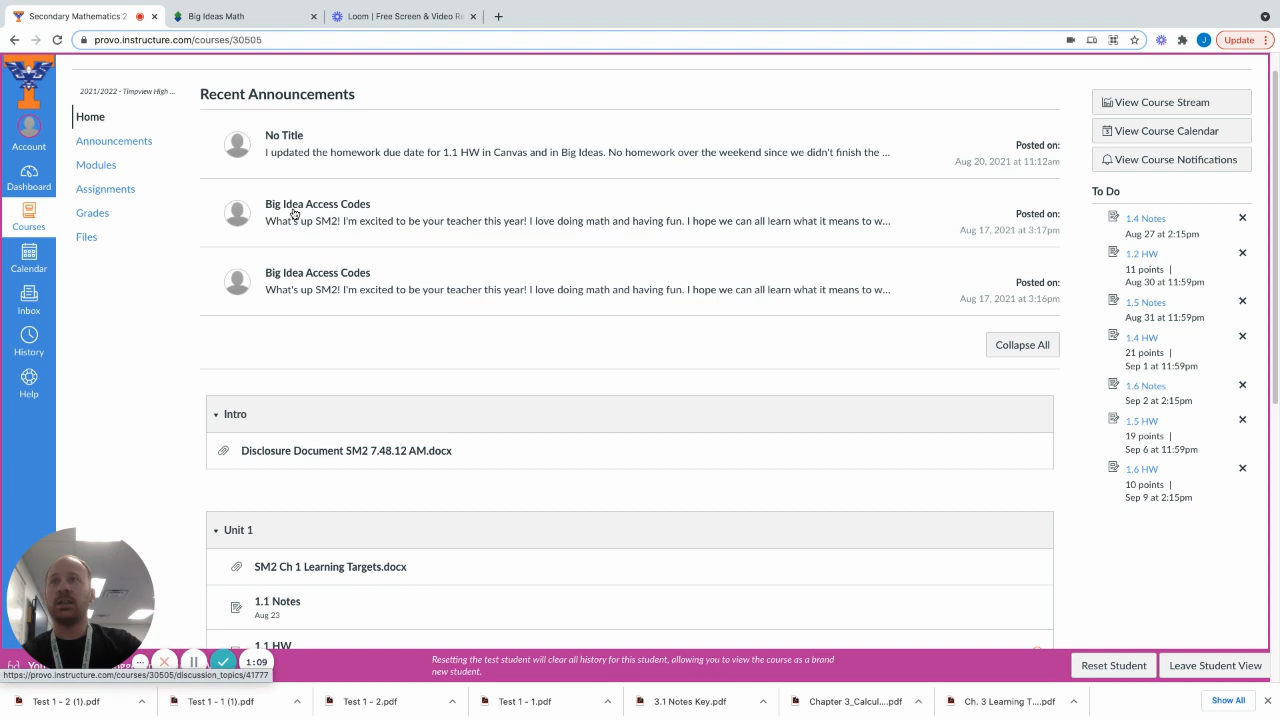 Secondary Mathematics 2
Big Ideas Math
Loom | Free Screen & Video Re
provo.instructure.com/courses/30505
J
Update
2021/2022 - Timpview High ...
Home
Announcements
Modules
Assignments
Grades
Files
Account
Dashboard
Courses
Calendar
Inbox
History
Help
Recent Announcements
No Title
I updated the homework due date for 1.1 HW in Canvas and in Big Ideas. No homework over the weekend since we didn't finish the ...
Posted on:
Aug 20, 2021 at 11:12am
Big Idea Access Codes
What's up SM2! I'm excited to be your teacher this year! I love doing math and having fun. I hope we can all learn what it means to w...
Posted on:
Aug 17, 2021 at 3:17pm
Big Idea Access Codes
What's up SM2! I'm excited to be your teacher this year! I love doing math and having fun. I hope we can all learn what it means to w...
Posted on:
Aug 17, 2021 at 3:16pm
Collapse All
Intro
Disclosure Document SM2 7.48.12 AM.docx
Unit 1
SM2 Ch 1 Learning Targets.docx
1.1 Notes
Aug 23
1.1 HW
View Course Stream
View Course Calendar
View Course Notifications
To Do
1.4 Notes
Aug 27 at 2:15pm
1.2 HW
11 points |
Aug 30 at 11:59pm
1.5 Notes
Aug 31 at 11:59pm
1.4 HW
21 points |
Sep 1 at 11:59pm
1.6 Notes
Sep 2 at 2:15pm
1.5 HW
19 points |
Sep 6 at 11:59pm
1.6 HW
10 points |
Sep 9 at 2:15pm
1:09
Resetting the test student will clear all history for this student, allowing you to view the course as a brand
new student.
Reset Student
Leave Student View
https://provo.instructure.com/courses/30505/discussion_topics/41777
Test 1 - 2 (1).pdf
Test 1 - 1 (1).pdf
Test 1 - 2.pdf
Test 1 - 1.pdf
3.1 Notes Key.pdf
Chapter 3_Calcul....pdf
Ch. 3 Learning T....pdf
Show All